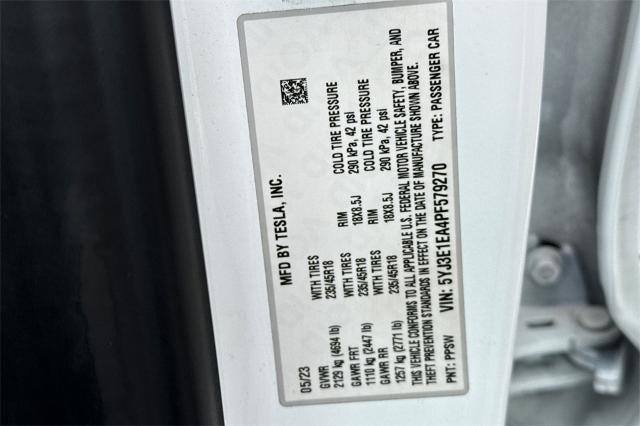 MFD BY TESLA, INC.
05/23
GVWR WITH TIRES RIM COLD TIRE PRESSURE
2129 kg (4694 lb) 235/45R18 18X8.5J 290 kPa, 42 psi
GAWR FRT WITH TIRES RIM COLD TIRE PRESSURE
1110 kg (2447 lb) 235/45R18 18X8.5J 290 kPa, 42 psi
GAWR RR WITH TIRES
1257 kg (2771 lb) 235/45R18
THIS VEHICLE CONFORMS TO ALL APPLICABLE U.S. FEDERAL MOTOR VEHICLE SAFETY, BUMPER, AND
THEFT PREVENTION STANDARDS IN EFFECT ON THE DATE OF MANUFACTURE SHOWN ABOVE.
VIN: 5YJ3E1EA4PF579270
PNT: PPSW TYPE: PASSENGER CAR